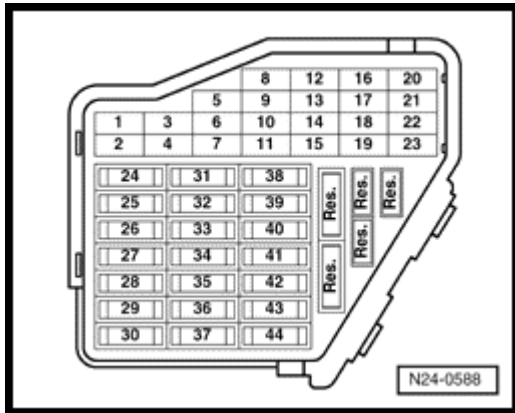 8 12 16 20
5 9 13 17 21
1 3 6 10 14 18 22
2 4 7 11 15 19 23
24 31 38
25 32 39
26 33 40
27 34 41
28 35 42
29 36 43
30 37 44
Res. Res. Res.
Res. Res.
N24-0588